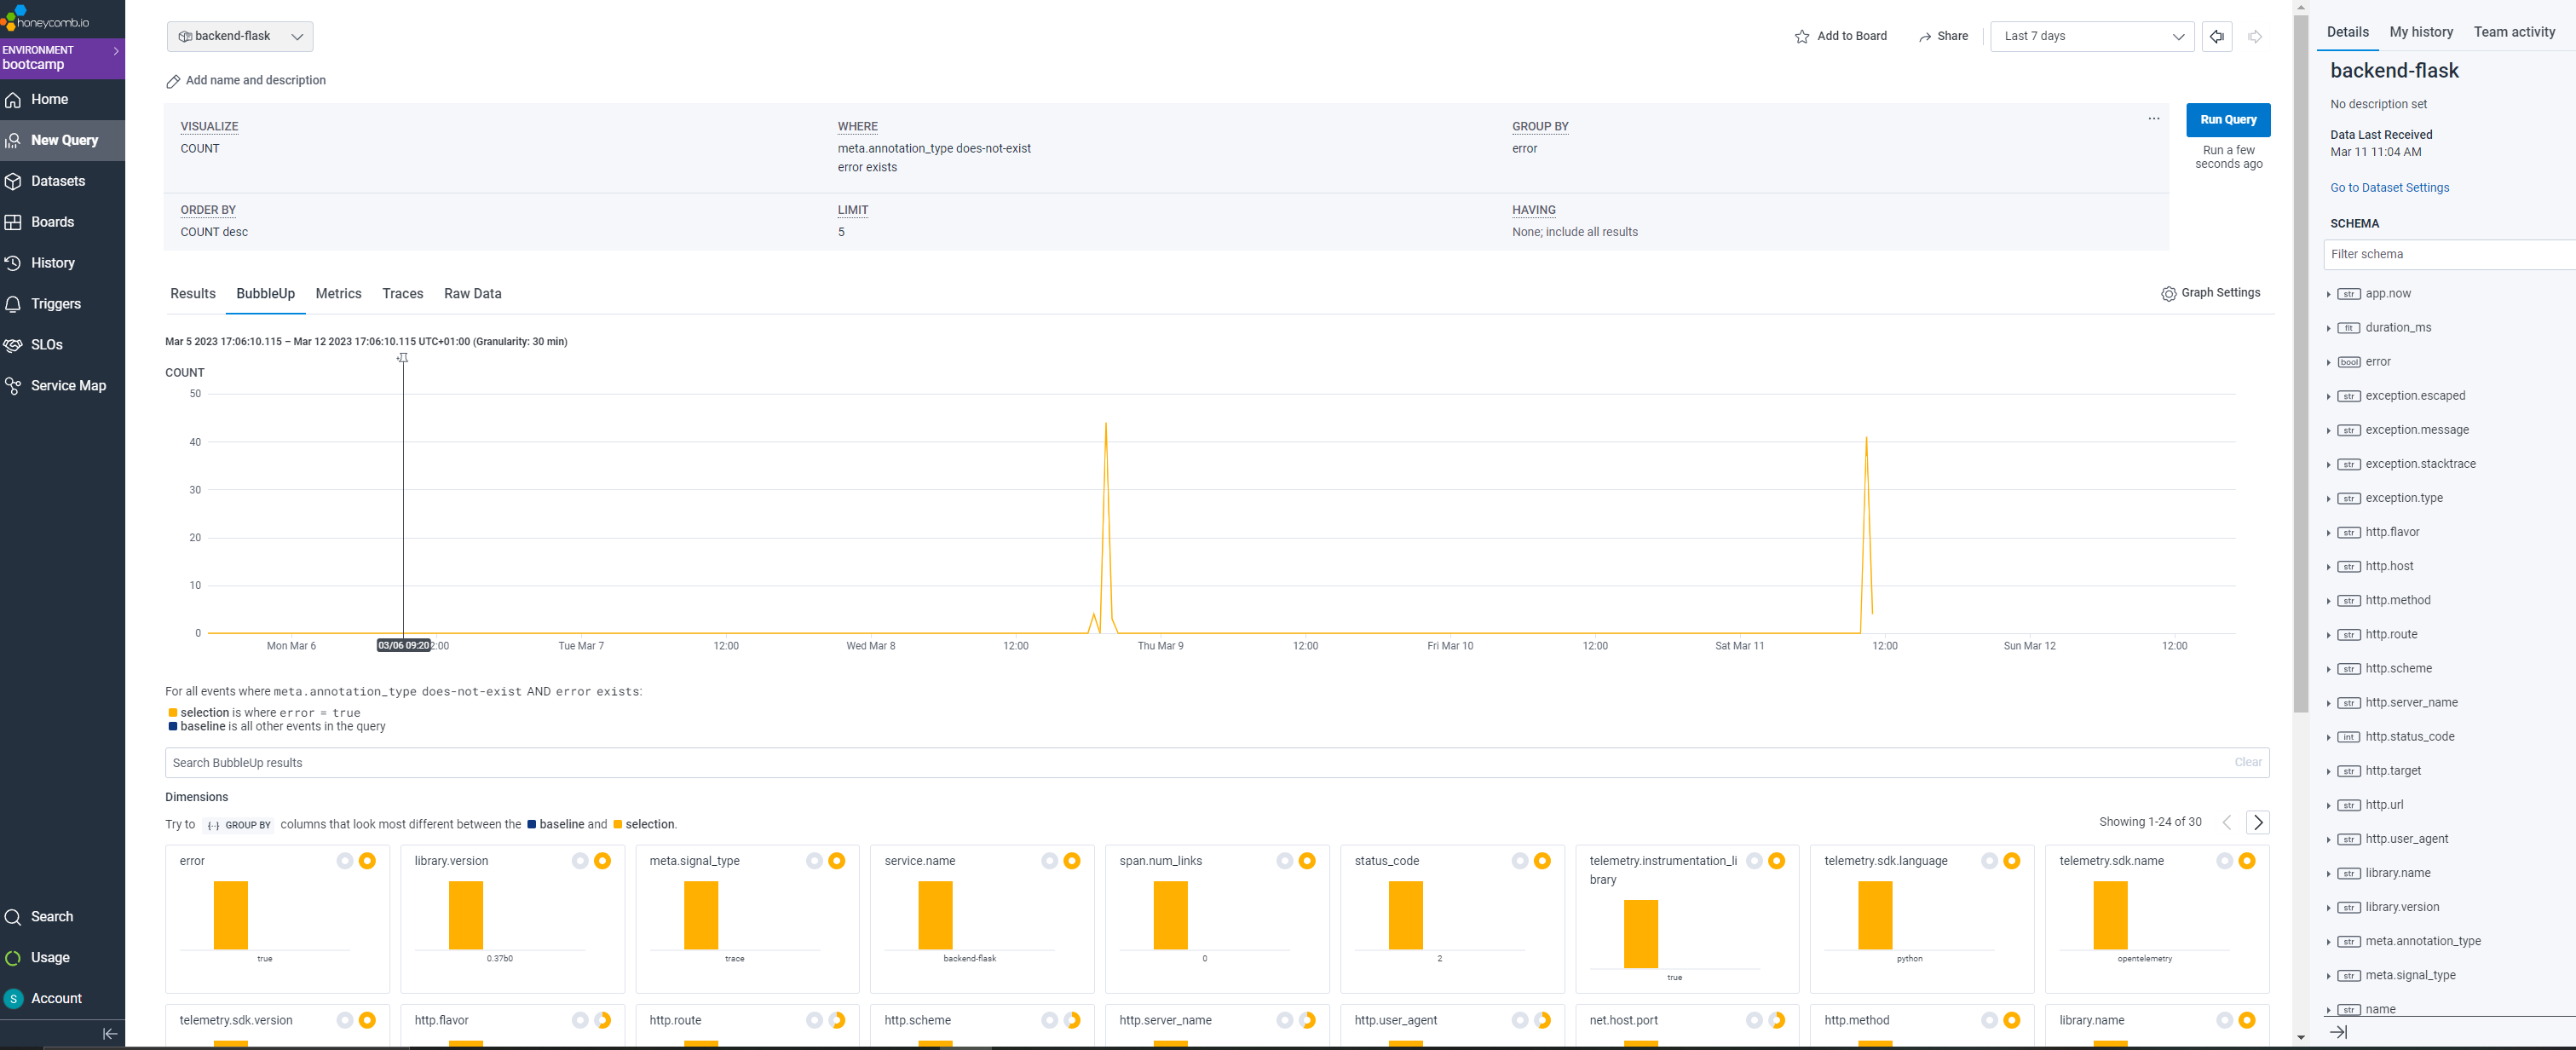 honeycomb.io
ENVIRONMENT
bootcamp
Home
New Query
Datasets
Boards
History
Triggers
SLOs
Service Map
Search
Usage
S Account
backend-flask
Add to Board
Share
Last 7 days
Add name and description
VISUALIZE
COUNT
WHERE
meta.annotation_type does-not-exist
error exists
GROUP BY
error
...
Run Query
Run a few
seconds ago
ORDER BY
COUNT desc
LIMIT
5
HAVING
None; include all results
Results BubbleUp Metrics Traces Raw Data
Graph Settings
Mar 5 2023 17:06:10.115 – Mar 12 2023 17:06:10.115 UTC+01:00 (Granularity: 30 min)
COUNT
50
40
30
20
10
0
Mon Mar 6 03/06 09:20 2:00 Tue Mar 7 12:00 Wed Mar 8 12:00 Thu Mar 9 12:00 Fri Mar 10 12:00 Sat Mar 11 12:00 Sun Mar 12 12:00
For all events where meta.annotation_type does-not-exist AND error exists:
selection is where error = true
baseline is all other events in the query
Search BubbleUp results
Clear
Dimensions
Try to {··} GROUP BY columns that look most different between the baseline and selection.
Showing 1-24 of 30
error
true
library.version
0.37b0
meta.signal_type
trace
service.name
backend-flask
span.num_links
0
status_code
2
telemetry.instrumentation_li
brary
true
telemetry.sdk.language
python
telemetry.sdk.name
opentelemetry
telemetry.sdk.version
http.flavor
http.route
http.scheme
http.server_name
http.user_agent
net.host.port
http.method
library.name
Details My history Team activity
backend-flask
No description set
Data Last Received
Mar 11 11:04 AM
Go to Dataset Settings
SCHEMA
Filter schema
str app.now
flt duration_ms
bool error
str exception.escaped
str exception.message
str exception.stacktrace
str exception.type
str http.flavor
str http.host
str http.method
str http.route
str http.scheme
str http.server_name
int http.status_code
str http.target
str http.url
str http.user_agent
str library.name
str library.version
str meta.annotation_type
str meta.signal_type
str name